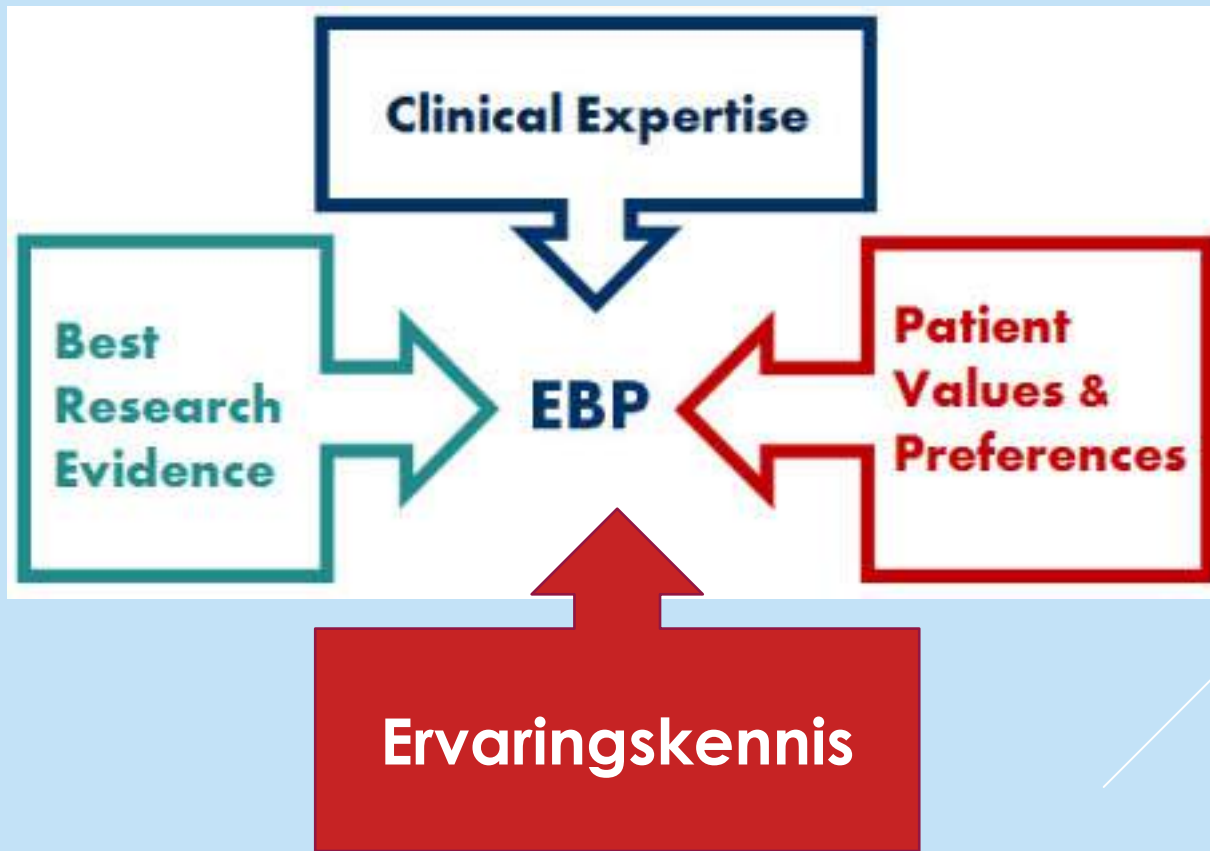 Clinical Expertise
Best
Research
Evidence
EBP
Patient
Values &
Preferences
Ervaringskennis